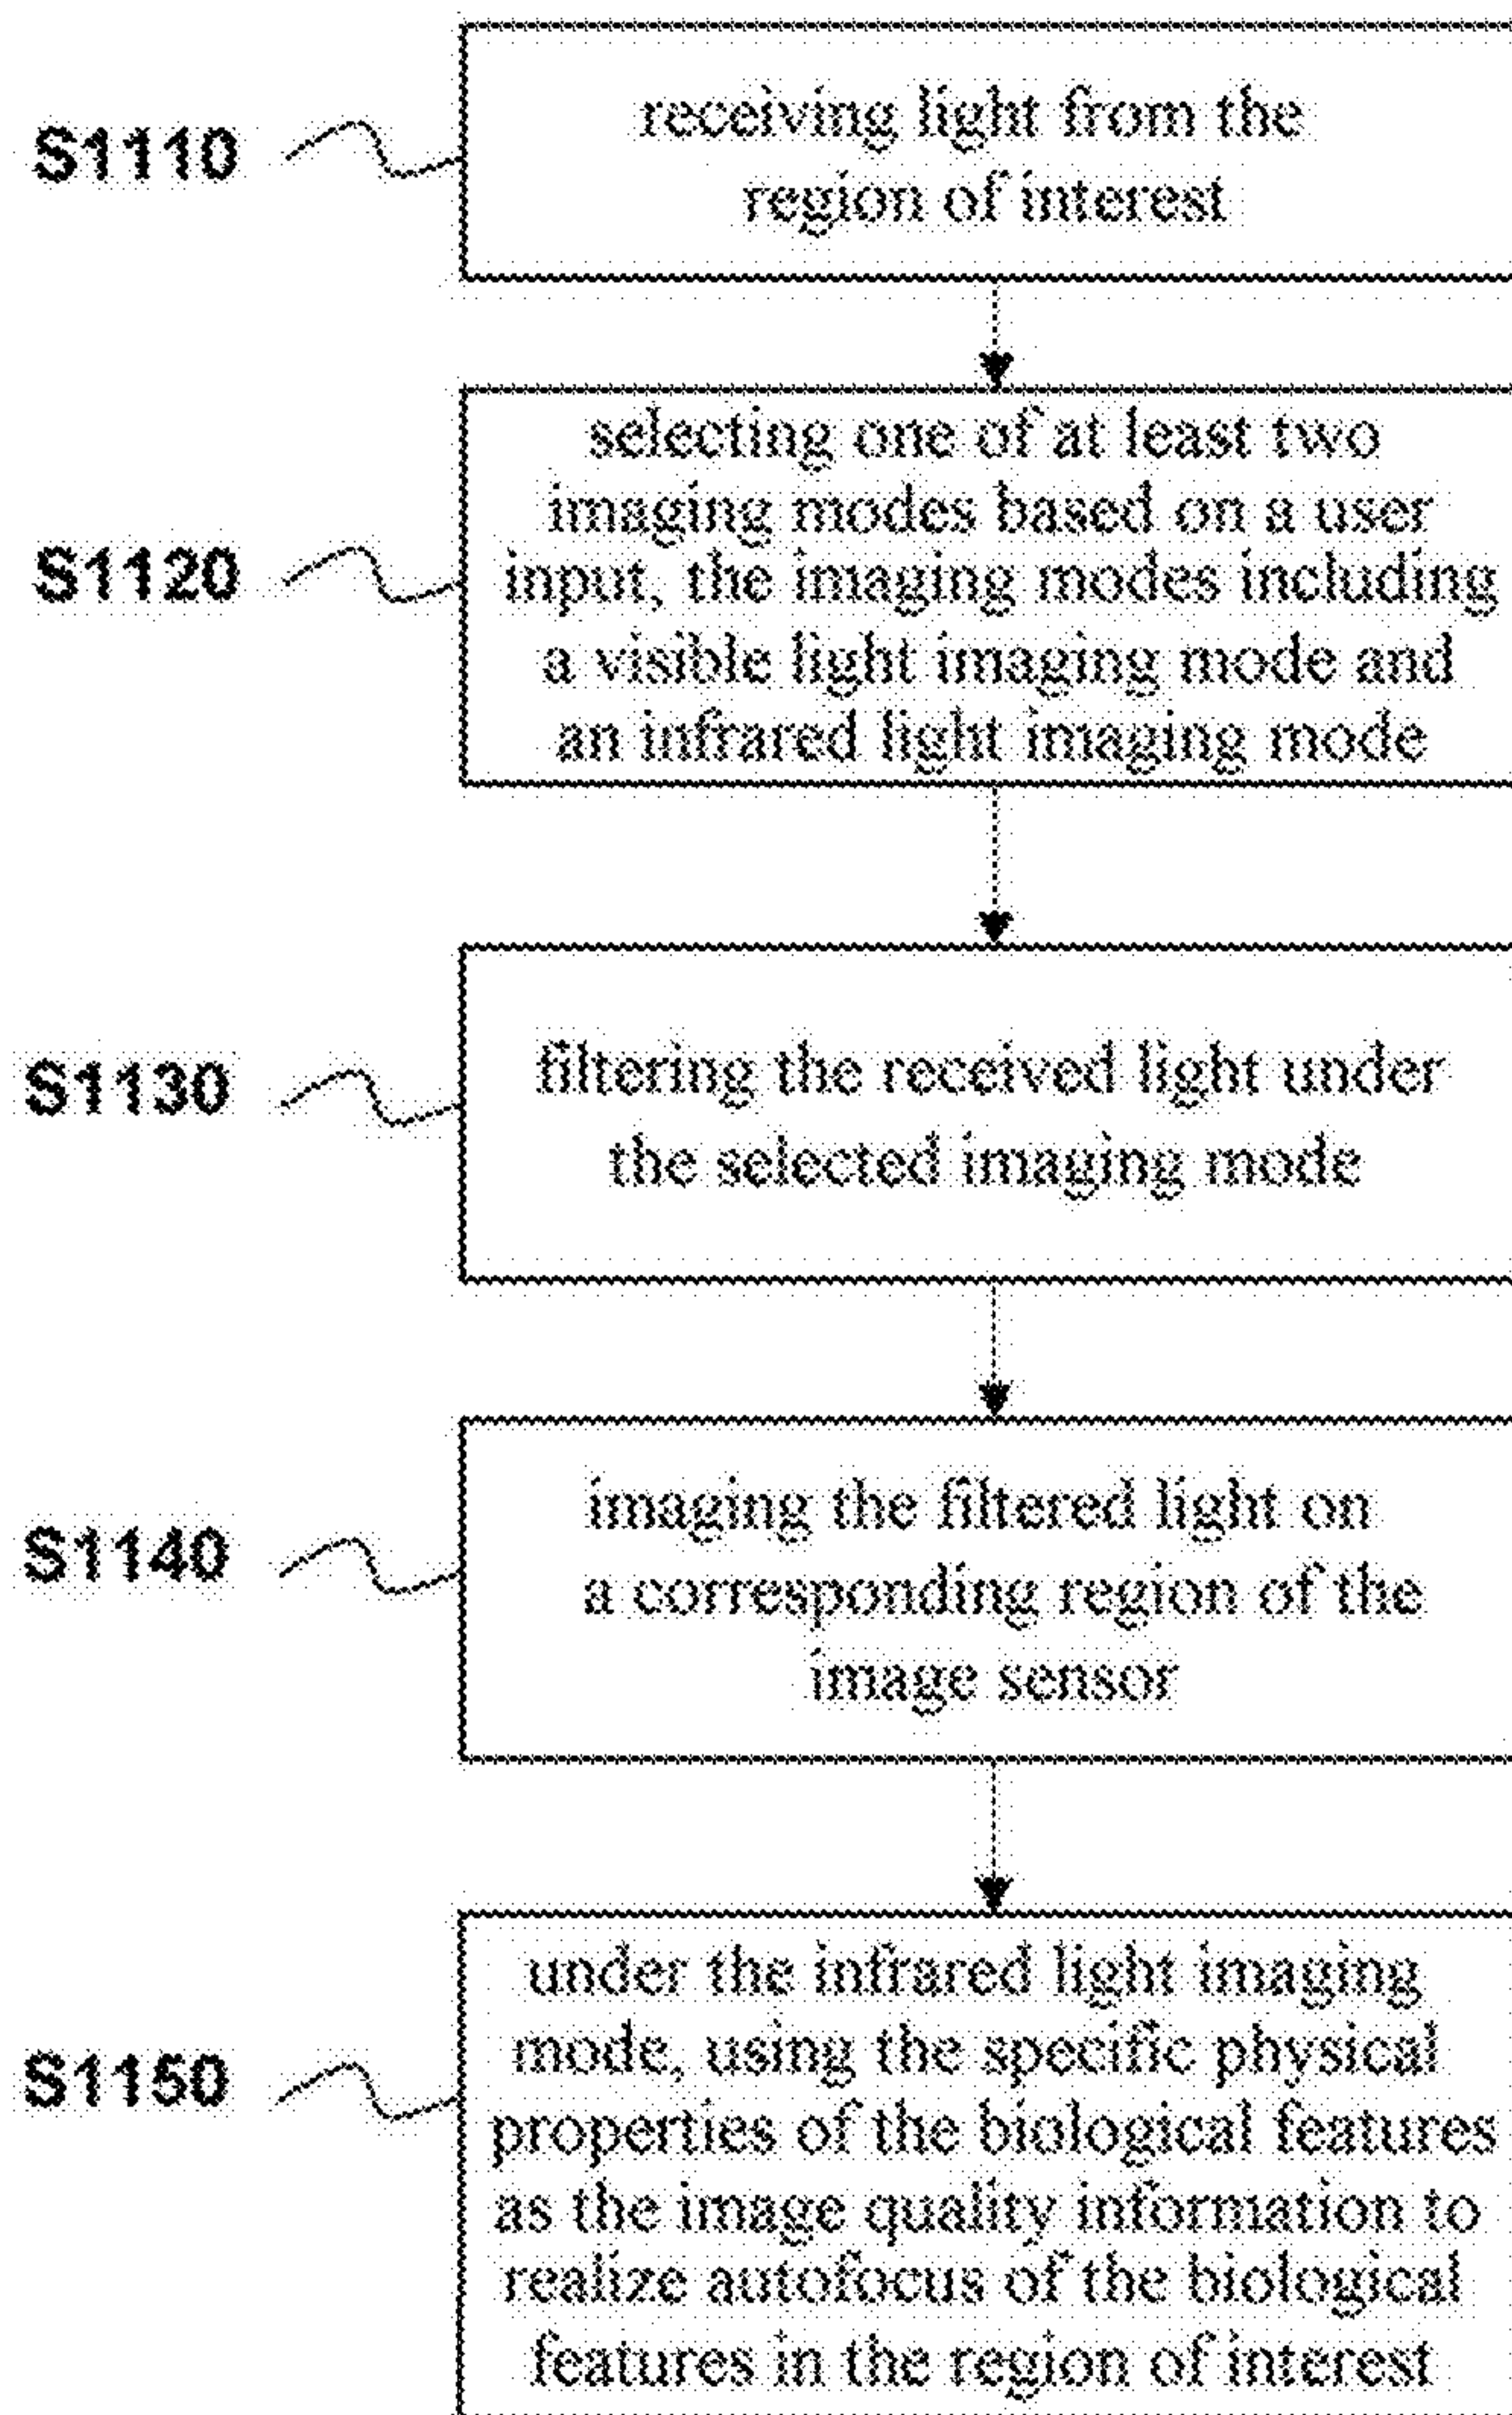 receiving light from the
S1110
region of interest
selecting one of at least two
imaging modes based on a user
S1120
input, the imaging modes including
a visible light imaging mode and
an infrared light imaging mode
S1130
filtering the received light under
the selected imaging mode
imaging the filtered light on
S1140
a corresponding region of the
image sensor
under the infrared light imaging
mode, using the specific physical
S1150
properties of the biological features
as the image quality information to
realize autofocus of the biological
features in the region of interest